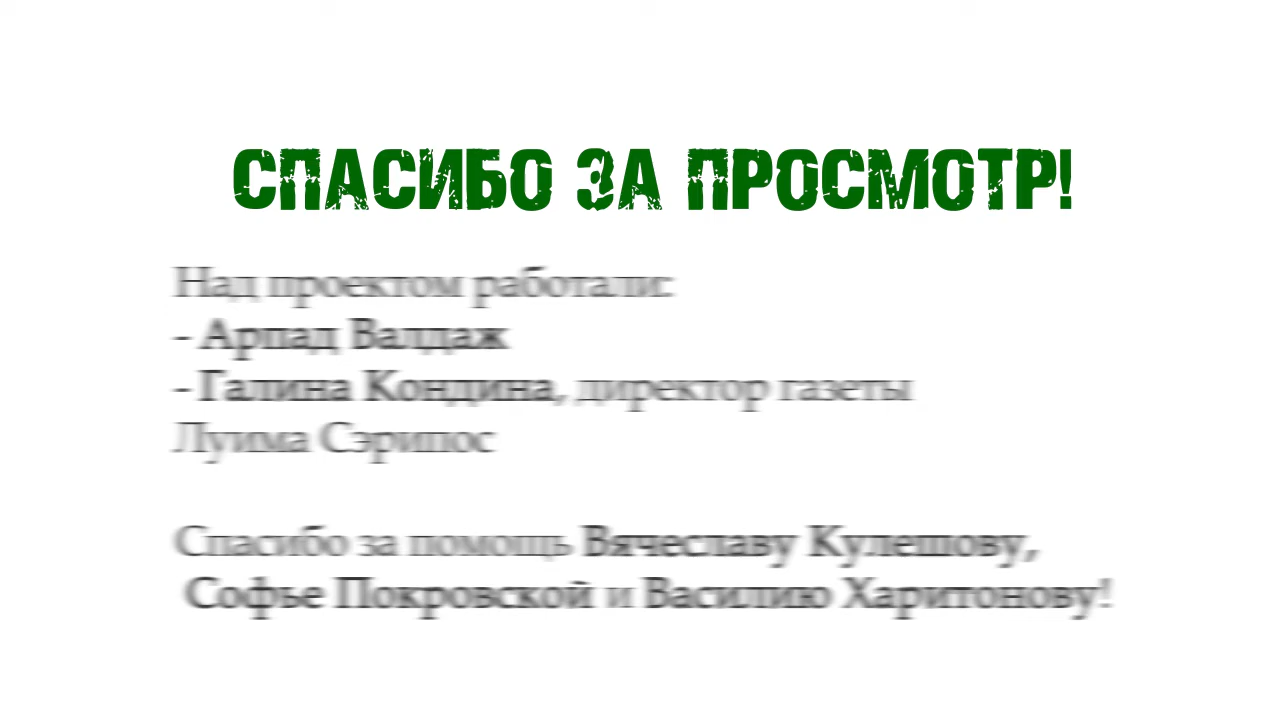 СПАСИБО ЗА ПРОСМОТР!
Над проектом работали:
- Арпад Валдаж
- Галина Кондина, директор газеты
Луима Сэрипос
Спасибо за помощь Вячеславу Кулешову,
Софье Покровской и Василию Харитонову!